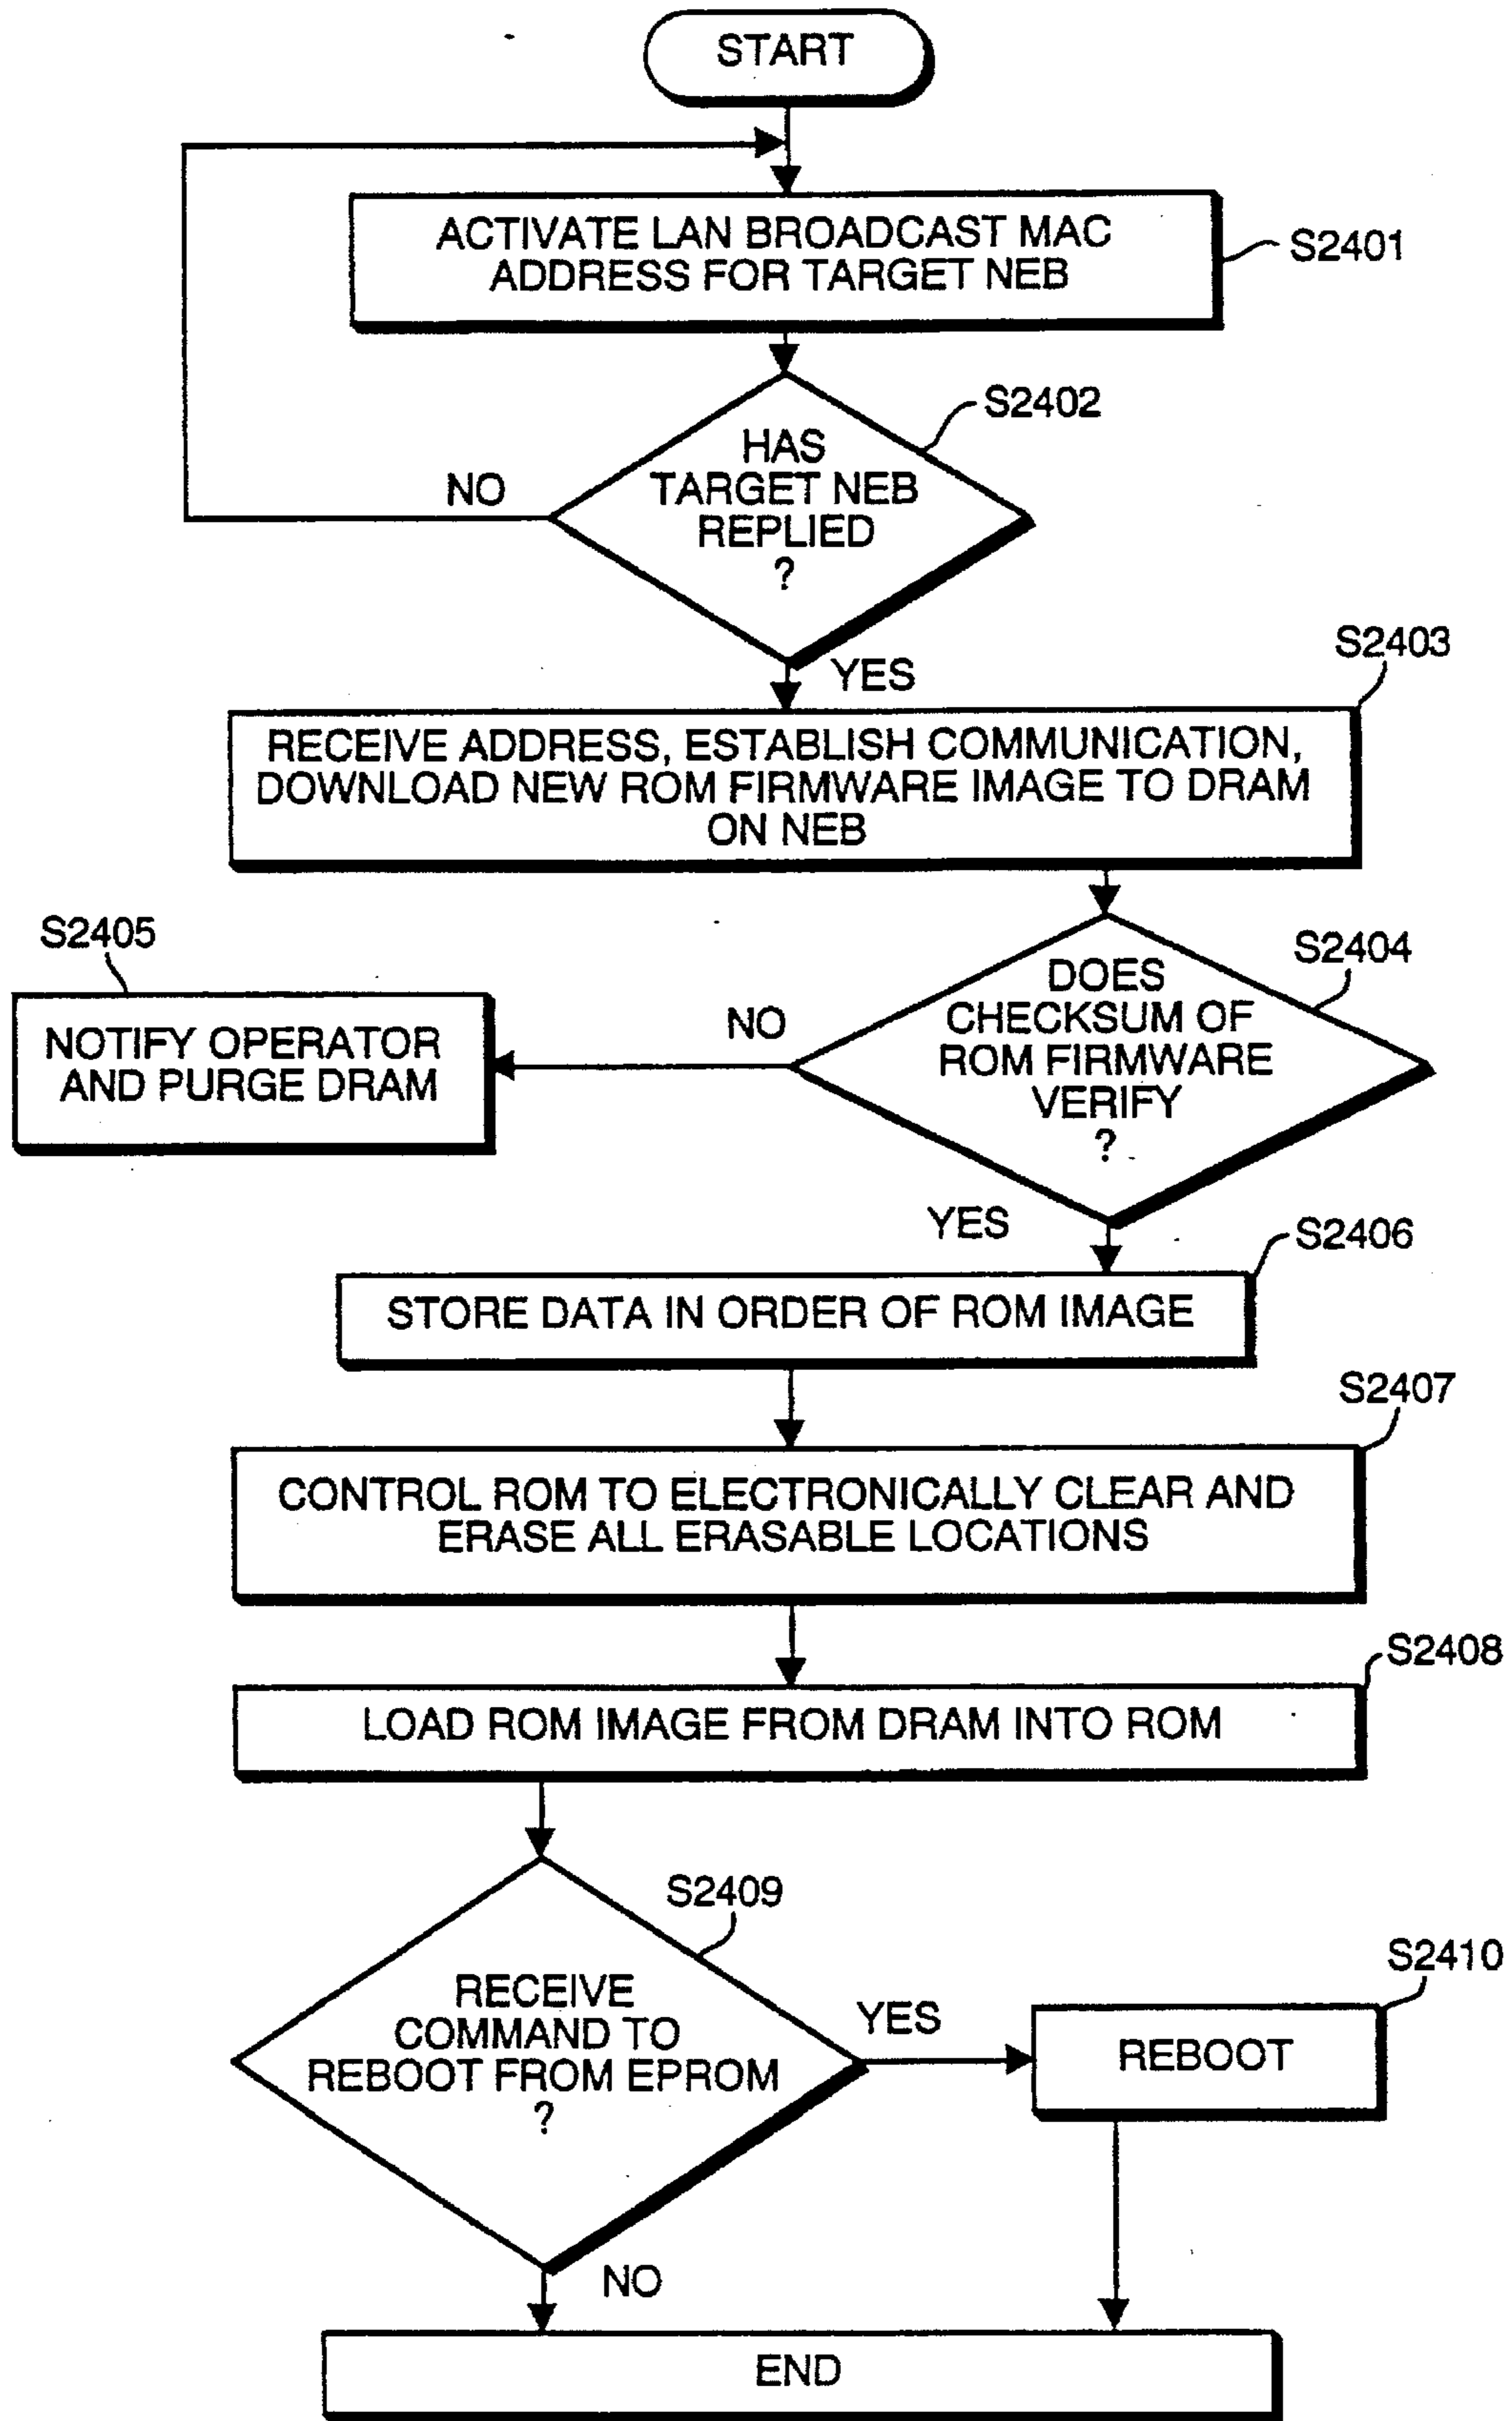 START
ACTIVATE LAN BROADCAST MAC
ADDRESS FOR TARGET NEB
S2401
S2402
HAS
TARGET NEB
REPLIED
?
NO
YES
S2403
RECEIVE ADDRESS, ESTABLISH COMMUNICATION,
DOWNLOAD NEW ROM FIRMWARE IMAGE TO DRAM
ON NEB
S2405
NOTIFY OPERATOR
AND PURGE DRAM
NO
S2404
DOES
CHECKSUM OF
ROM FIRMWARE
VERIFY
?
YES
S2406
STORE DATA IN ORDER OF ROM IMAGE
S2407
CONTROL ROM TO ELECTRONICALLY CLEAR AND
ERASE ALL ERASABLE LOCATIONS
S2408
LOAD ROM IMAGE FROM DRAM INTO ROM
S2409
RECEIVE
COMMAND TO
REBOOT FROM EPROM
?
YES
S2410
REBOOT
NO
END